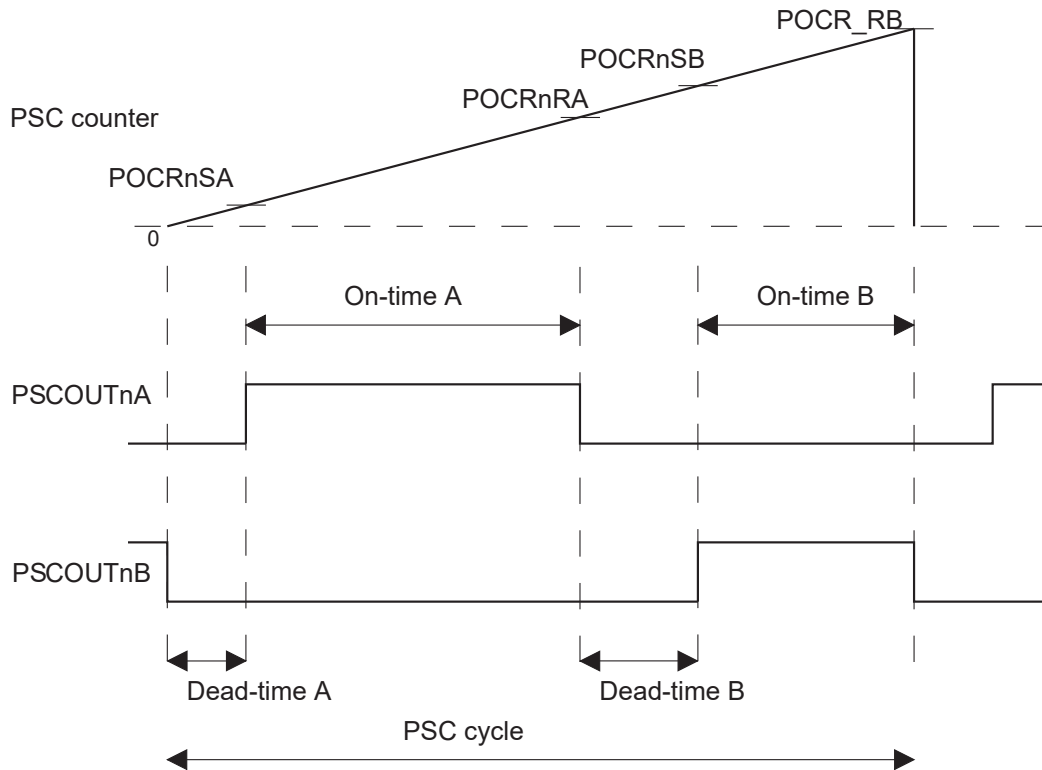 POCR_RB
POCRnSB
POCRnRA
PSC counter
POCRnSA
0
On-time A
On-time B
PSCOUTnA
PSCOUTnB
Dead-time A
Dead-time B
PSC cycle